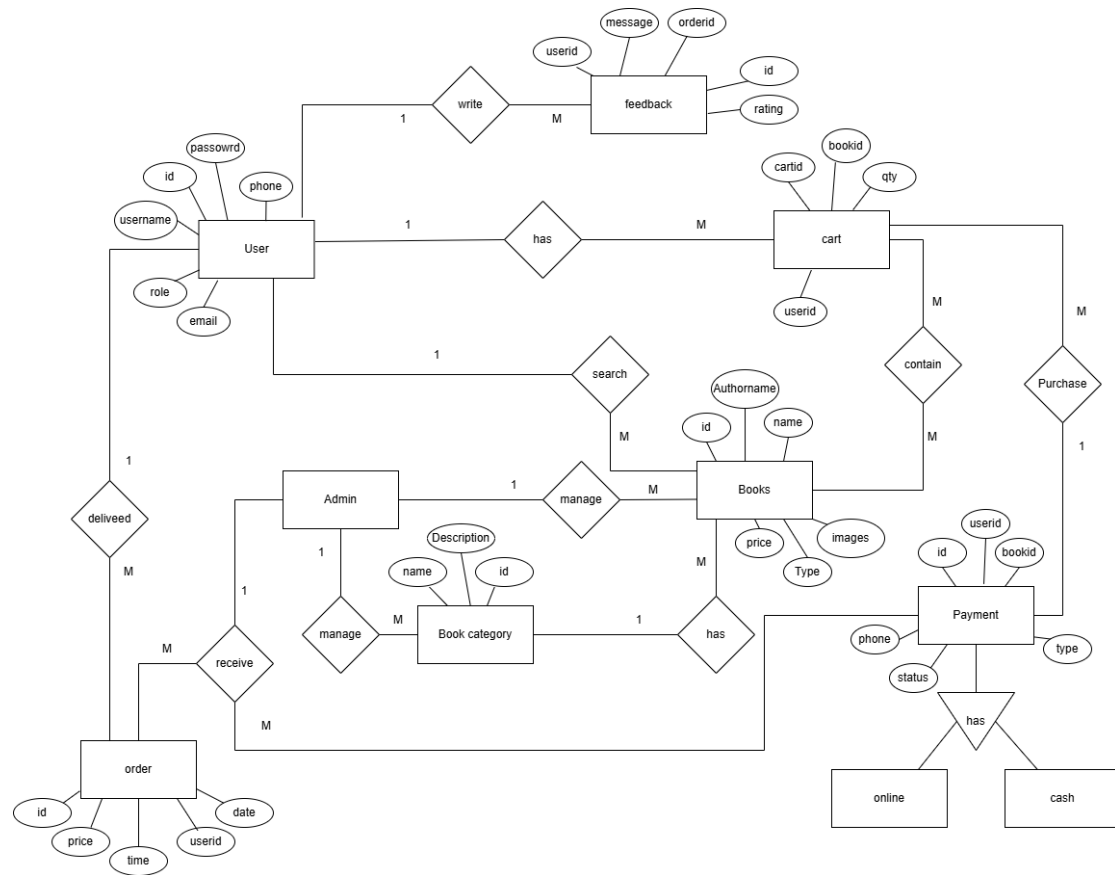 message
orderid
userid
id
feedback
write
rating
1
M
passowrd
bookid
id
phone
cartid
qty
username
User
1
has
M
cart
role
userid
email
M
M
1
search
contain
Purchase
Authorname
id
name
M
M
1
1
Admin
1
manage
M
Books
deliveed
userid
price
images
Description
1
id
bookid
name
id
M
Type
M
1
manage
M
Book category
1
has
Payment
phone
type
M
receive
status
M
has
order
online
cash
id
date
price
userid
time